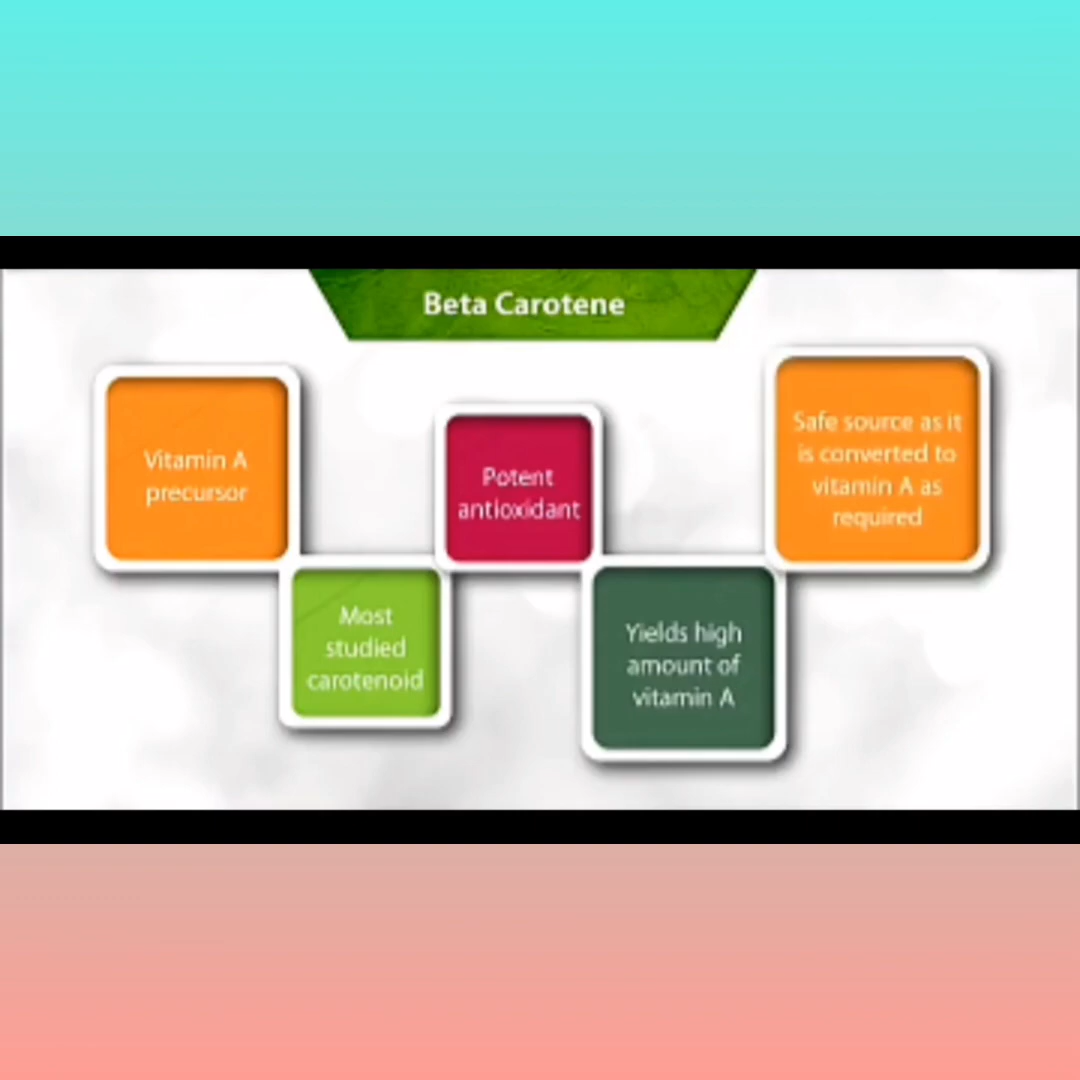 Beta Carotene
Vitamin A
precursor
Most
studied
carotenoid
Potent
antioxidant
Yields high
amount of
vitamin A
Safe source as it
is converted to
vitamin A as
required